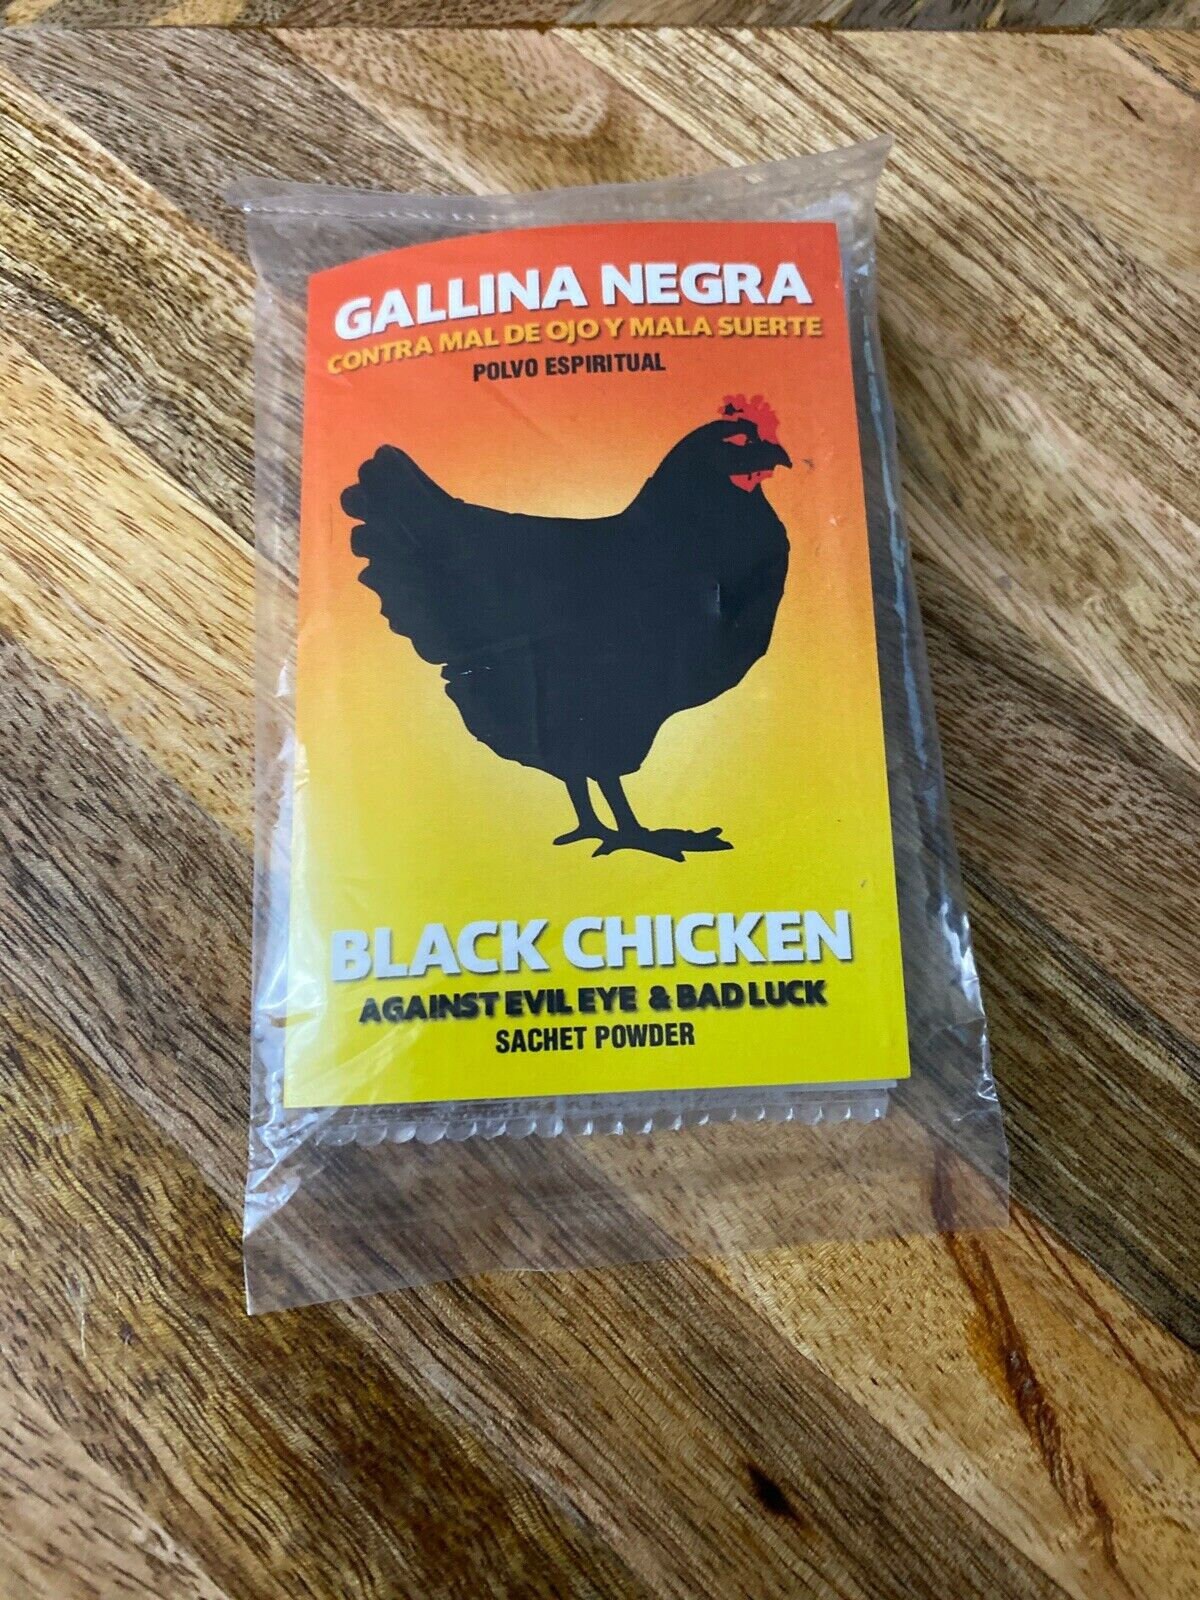 GALLINA NEGRA
CONTRA MAL DE OJO Y MALA SUERTE
POLVO ESPIRITUAL
BLACK CHICKEN
AGAINST EVIL EYE & BAD LUCK
SACHET POWDER